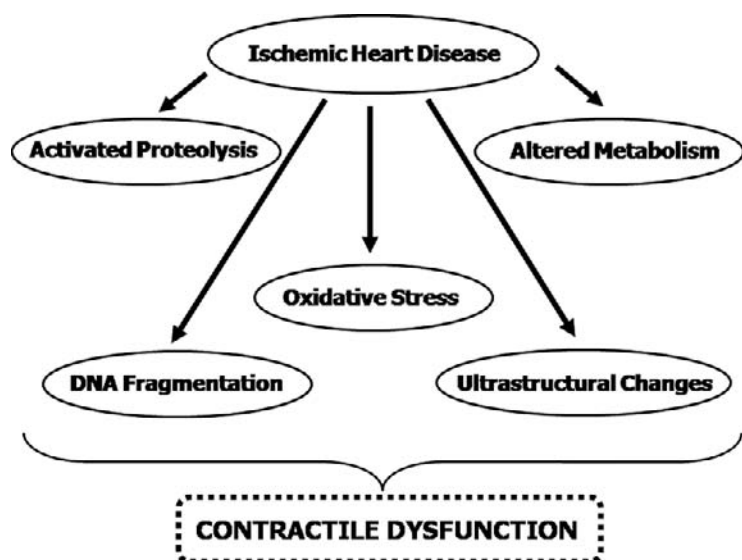 Ischemic Heart Disease
Activated Proteolysis
Altered Metabolism
Oxidative Stress
DNA Fragmentation
Ultrastructural Changes
CONTRACTILE DYSFUNCTION